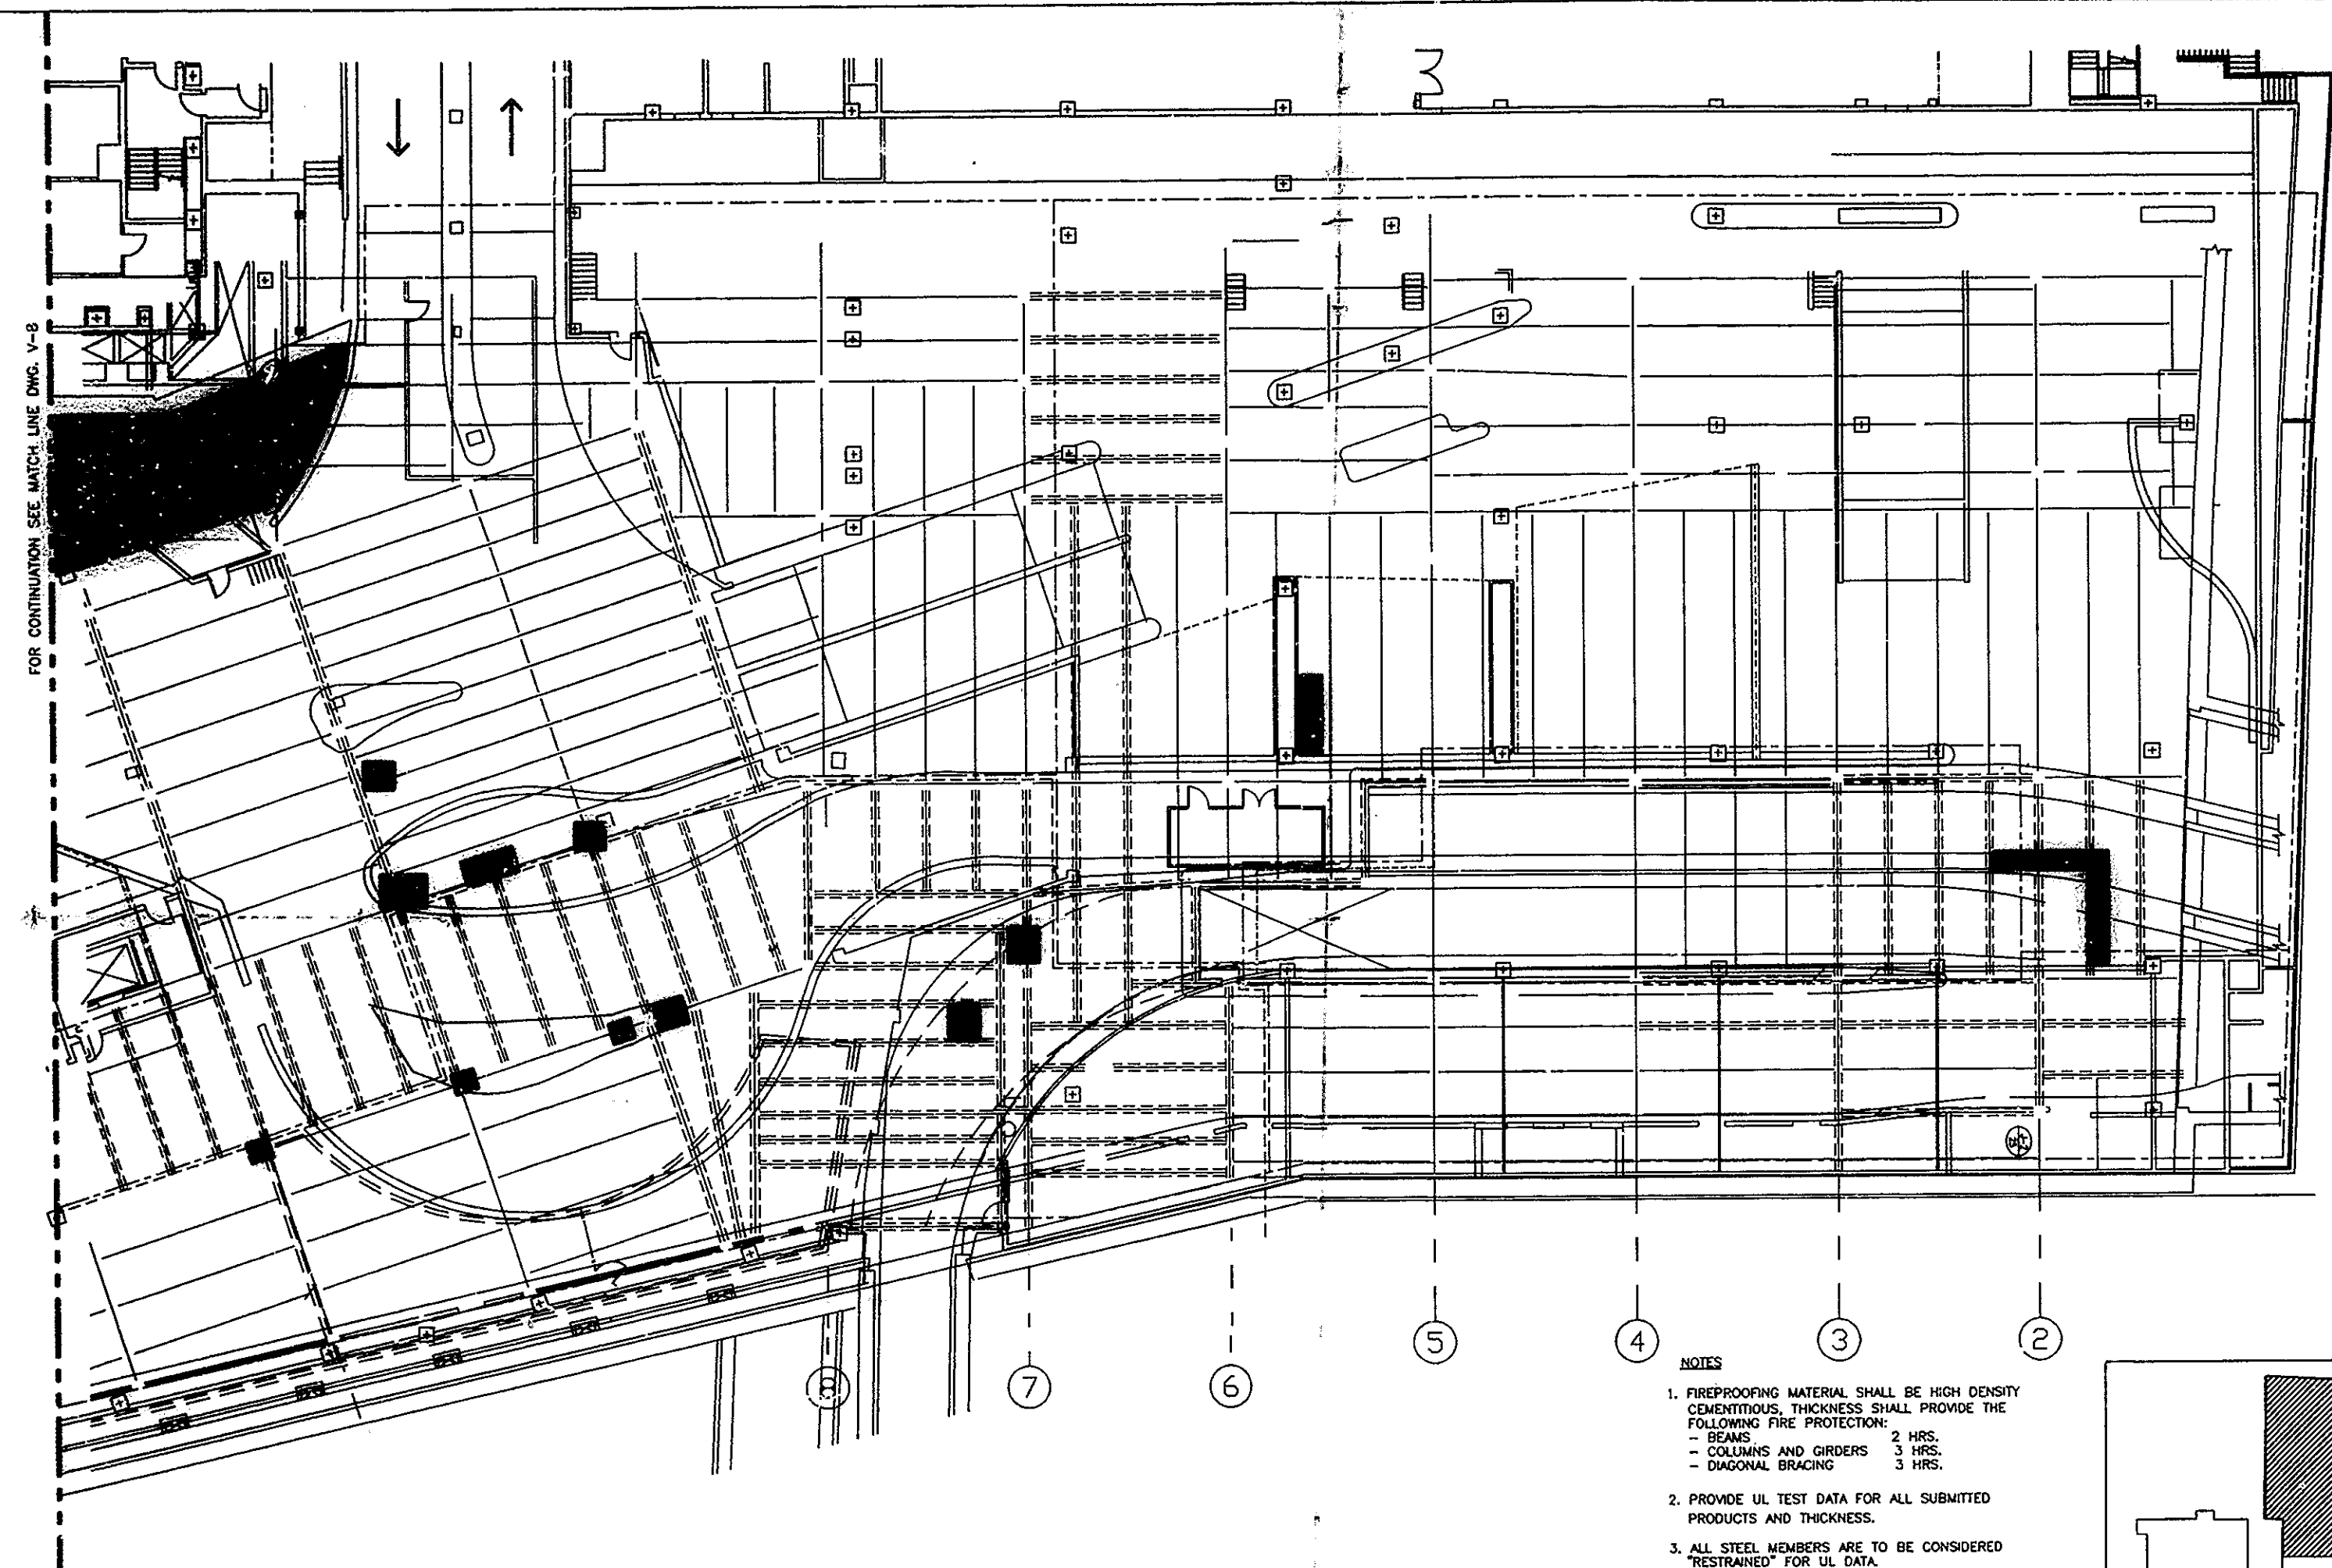 FOR CONTINUATION SEE MATCH LINE DWG. V-8
8
7
6
5
4
3
2
NOTES
1. FIREPROOFING MATERIAL SHALL BE HIGH DENSITY
CEMENTITIOUS, THICKNESS SHALL PROVIDE THE
FOLLOWING FIRE PROTECTION:
- BEAMS 2 HRS.
- COLUMNS AND GIRDERS 3 HRS.
- DIAGONAL BRACING 3 HRS.
2. PROVIDE UL TEST DATA FOR ALL SUBMITTED
PRODUCTS AND THICKNESS.
3. ALL STEEL MEMBERS ARE TO BE CONSIDERED
"RESTRAINED" FOR UL DATA.